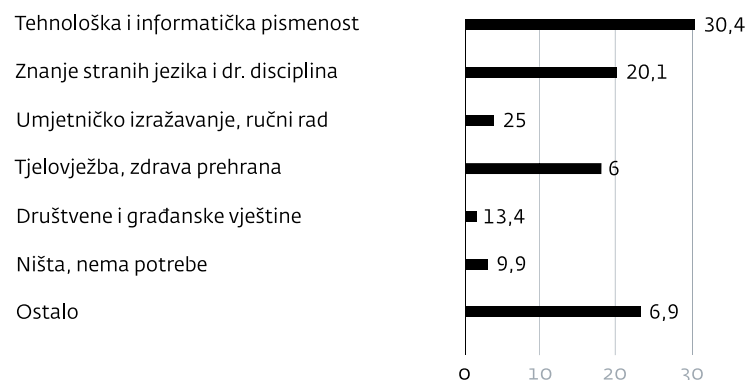 Tehnološka i informatička pismenost 30,4
Znanje stranih jezika i dr. disciplina 20,1
Umjetničko izražavanje, ručni rad 25
Tjelovježba, zdrava prehrana 6
Društvene i građanske vještine 13,4
Ništa, nema potrebe 9,9
Ostalo 6,9
0 10 20 30